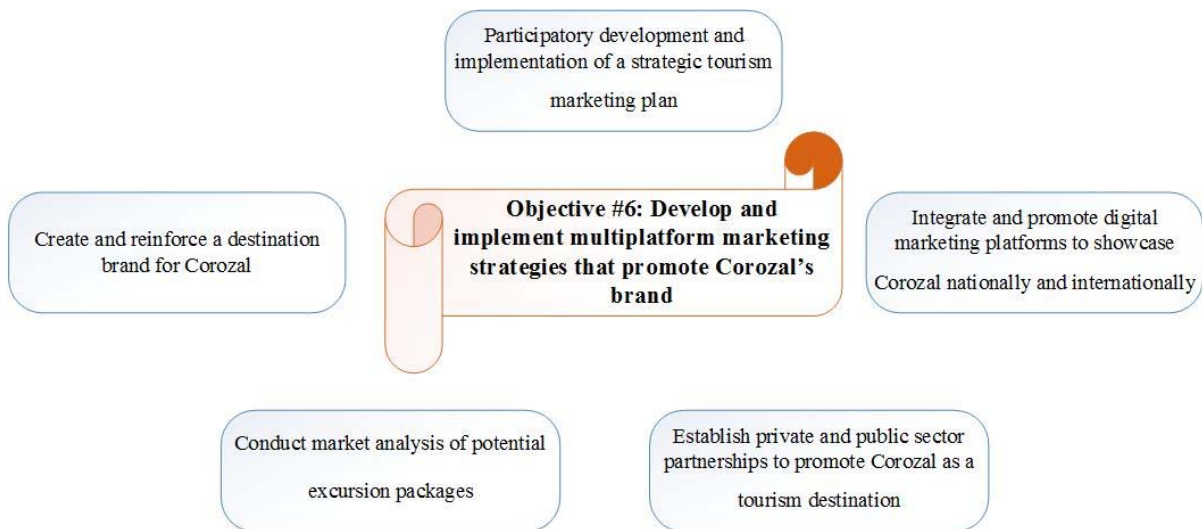 Participatory development and
implementation of a strategic tourism
marketing plan
Create and reinforce a destination
brand for Corozal
Objective #6: Develop and
implement multiplatform marketing
strategies that promote Corozal’s
brand
Integrate and promote digital
marketing platforms to showcase
Corozal nationally and internationally
Conduct market analysis of potential
excursion packages
Establish private and public sector
partnerships to promote Corozal as a
tourism destination